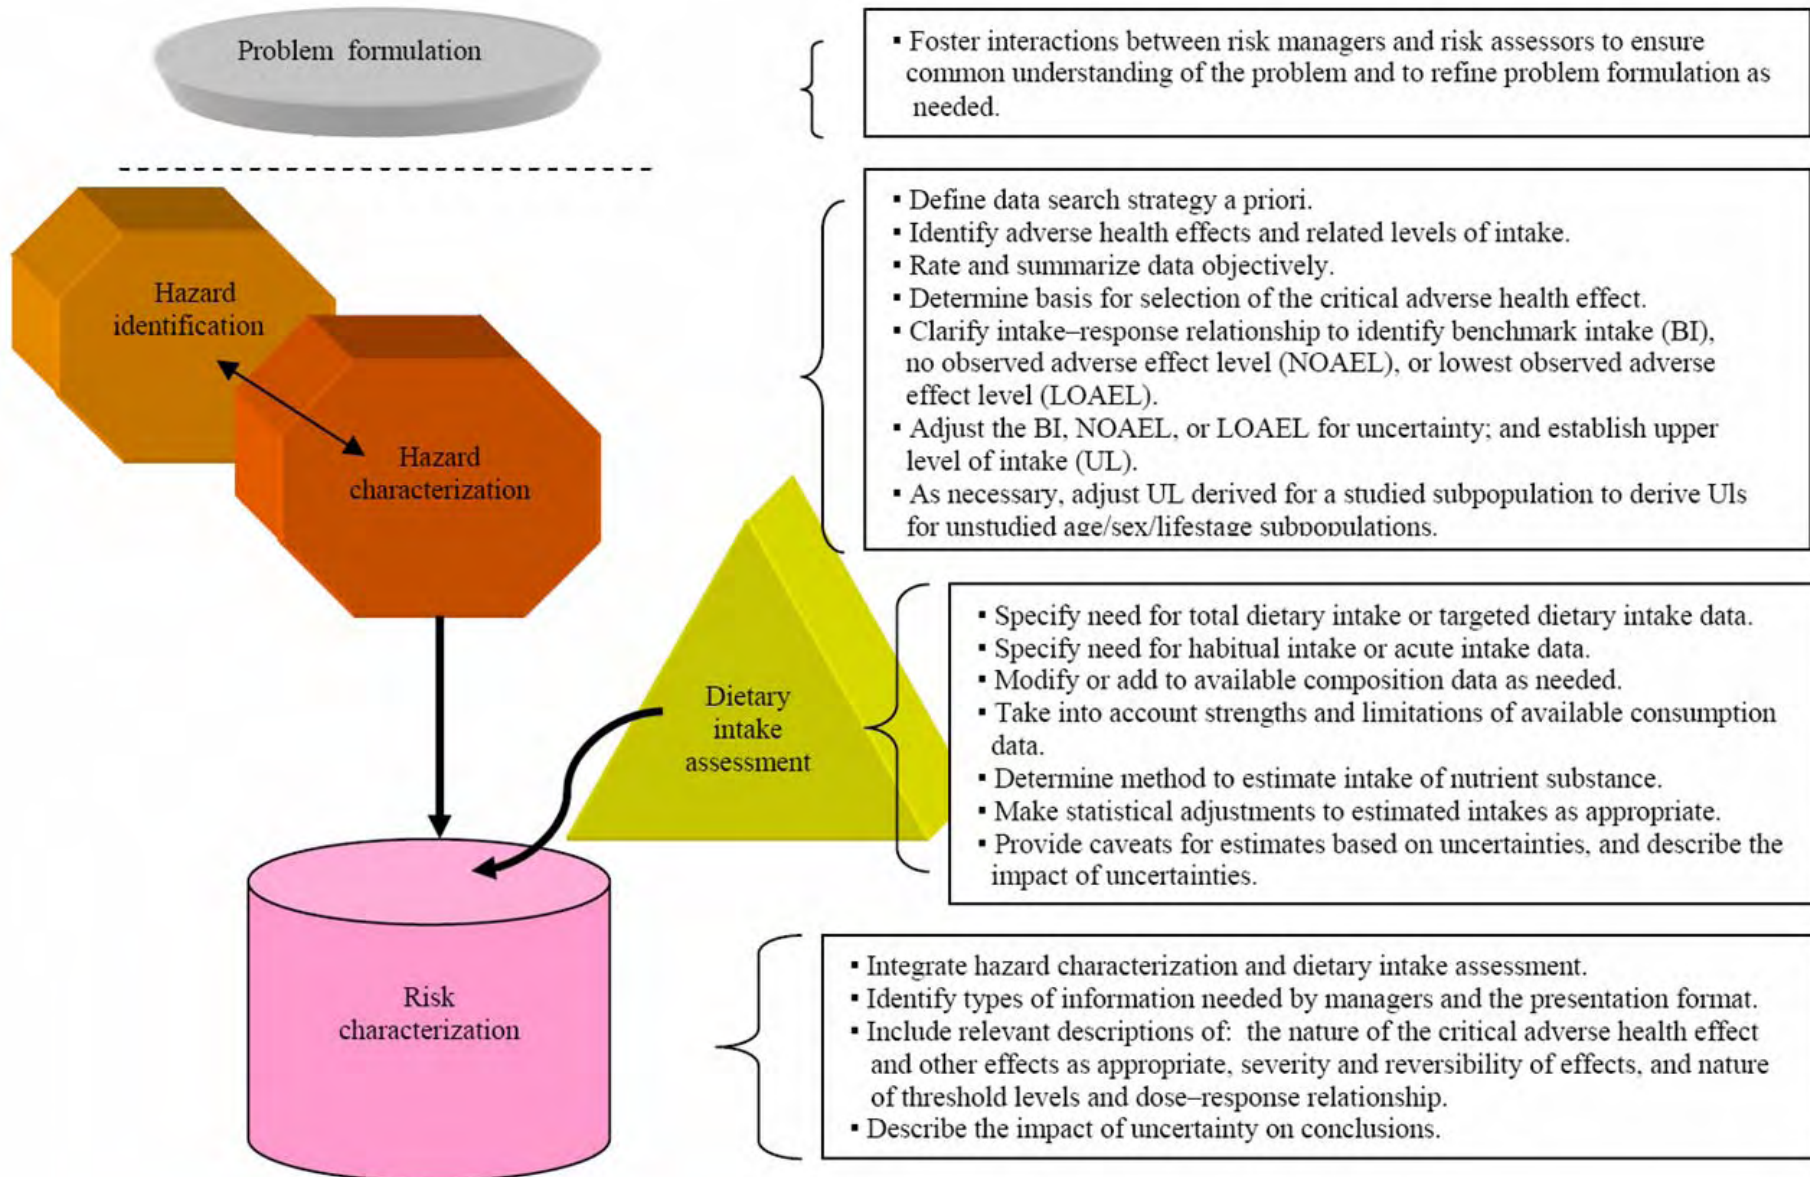 Problem formulation
▪ Foster interactions between risk managers and risk assessors to ensure
common understanding of the problem and to refine problem formulation as
needed.
Hazard
identification
Hazard
characterization
▪ Define data search strategy a priori.
▪ Identify adverse health effects and related levels of intake.
▪ Rate and summarize data objectively.
▪ Determine basis for selection of the critical adverse health effect.
▪ Clarify intake–response relationship to identify benchmark intake (BI),
no observed adverse effect level (NOAEL), or lowest observed adverse
effect level (LOAEL).
▪ Adjust the BI, NOAEL, or LOAEL for uncertainty; and establish upper
level of intake (UL).
▪ As necessary, adjust UL derived for a studied subpopulation to derive Uls
for unstudied age/sex/lifestage subpopulations.
Dietary
intake
assessment
▪ Specify need for total dietary intake or targeted dietary intake data.
▪ Specify need for habitual intake or acute intake data.
▪ Modify or add to available composition data as needed.
▪ Take into account strengths and limitations of available consumption
data.
▪ Determine method to estimate intake of nutrient substance.
▪ Make statistical adjustments to estimated intakes as appropriate.
▪ Provide caveats for estimates based on uncertainties, and describe the
impact of uncertainties.
Risk
characterization
▪ Integrate hazard characterization and dietary intake assessment.
▪ Identify types of information needed by managers and the presentation format.
▪ Include relevant descriptions of: the nature of the critical adverse health effect
and other effects as appropriate, severity and reversibility of effects, and nature
of threshold levels and dose–response relationship.
▪ Describe the impact of uncertainty on conclusions.